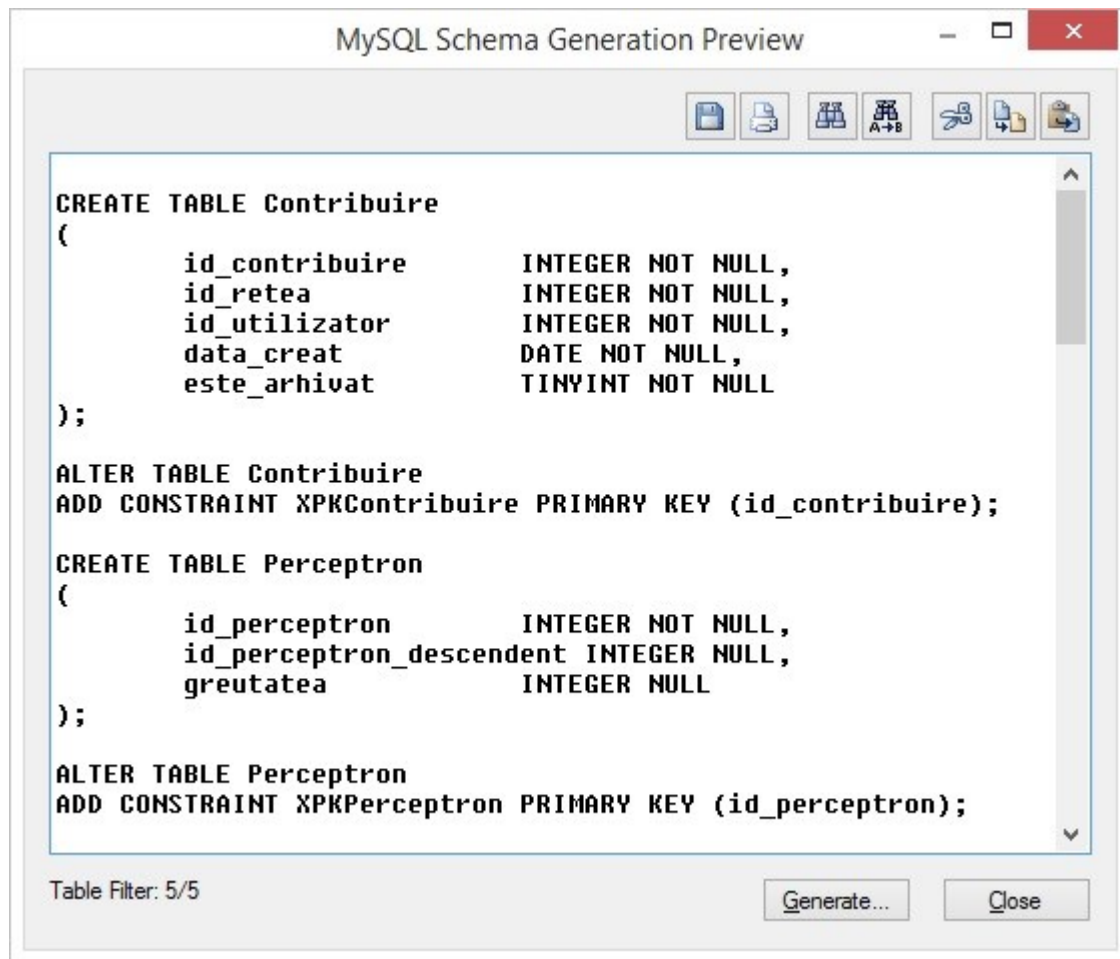 MySQL Schema Generation Preview
A→B
CREATE TABLE Contribuire
(
        id_contribuire       INTEGER NOT NULL,
        id_retea             INTEGER NOT NULL,
        id_utilizator        INTEGER NOT NULL,
        data_creat           DATE NOT NULL,
        este_arhivat         TINYINT NOT NULL
);
ALTER TABLE Contribuire
ADD CONSTRAINT XPKContribuire PRIMARY KEY (id_contribuire);
CREATE TABLE Perceptron
(
        id_perceptron        INTEGER NOT NULL,
        id_perceptron_descendent INTEGER NULL,
        greutatea            INTEGER NULL
);
ALTER TABLE Perceptron
ADD CONSTRAINT XPKPerceptron PRIMARY KEY (id_perceptron);
Table Filter: 5/5
Generate...
Close